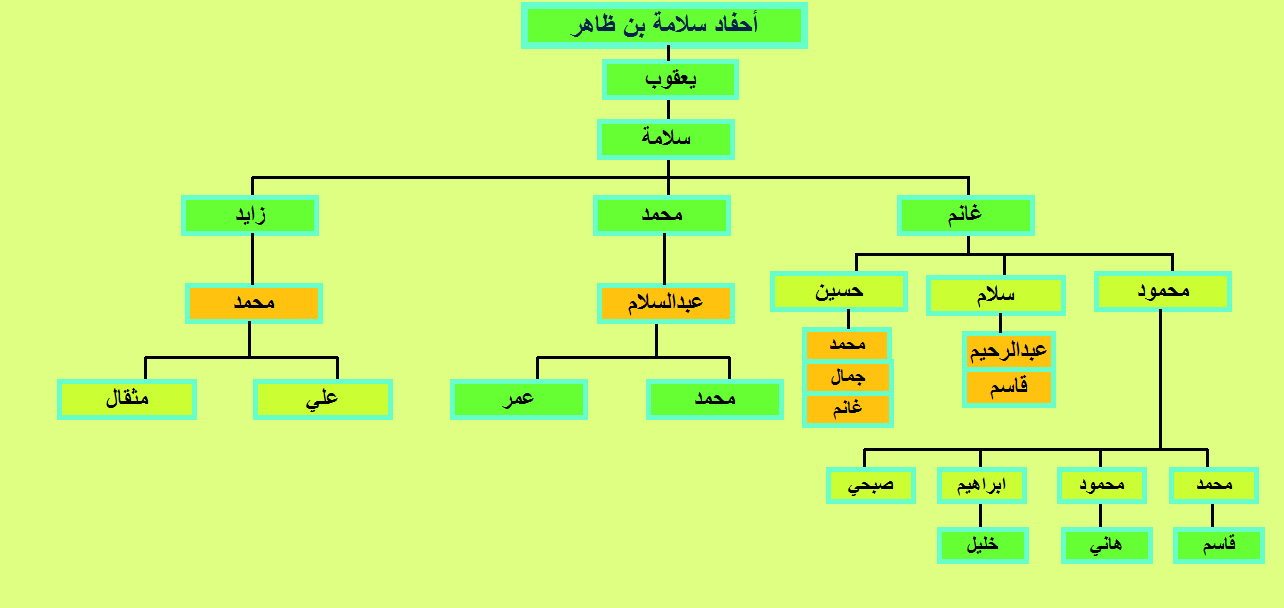 أحفاد سلامة بن ظاهر
يعقوب
سلامة
غانم
محمد
زايد
محمود
سلام
حسين
عبدالسلام
محمد
محمد
جمال
غانم
عبدالرحيم
قاسم
محمد
عمر
علي
مثقال
محمد
محمود
ابراهيم
صبحي
قاسم
هاني
خليل